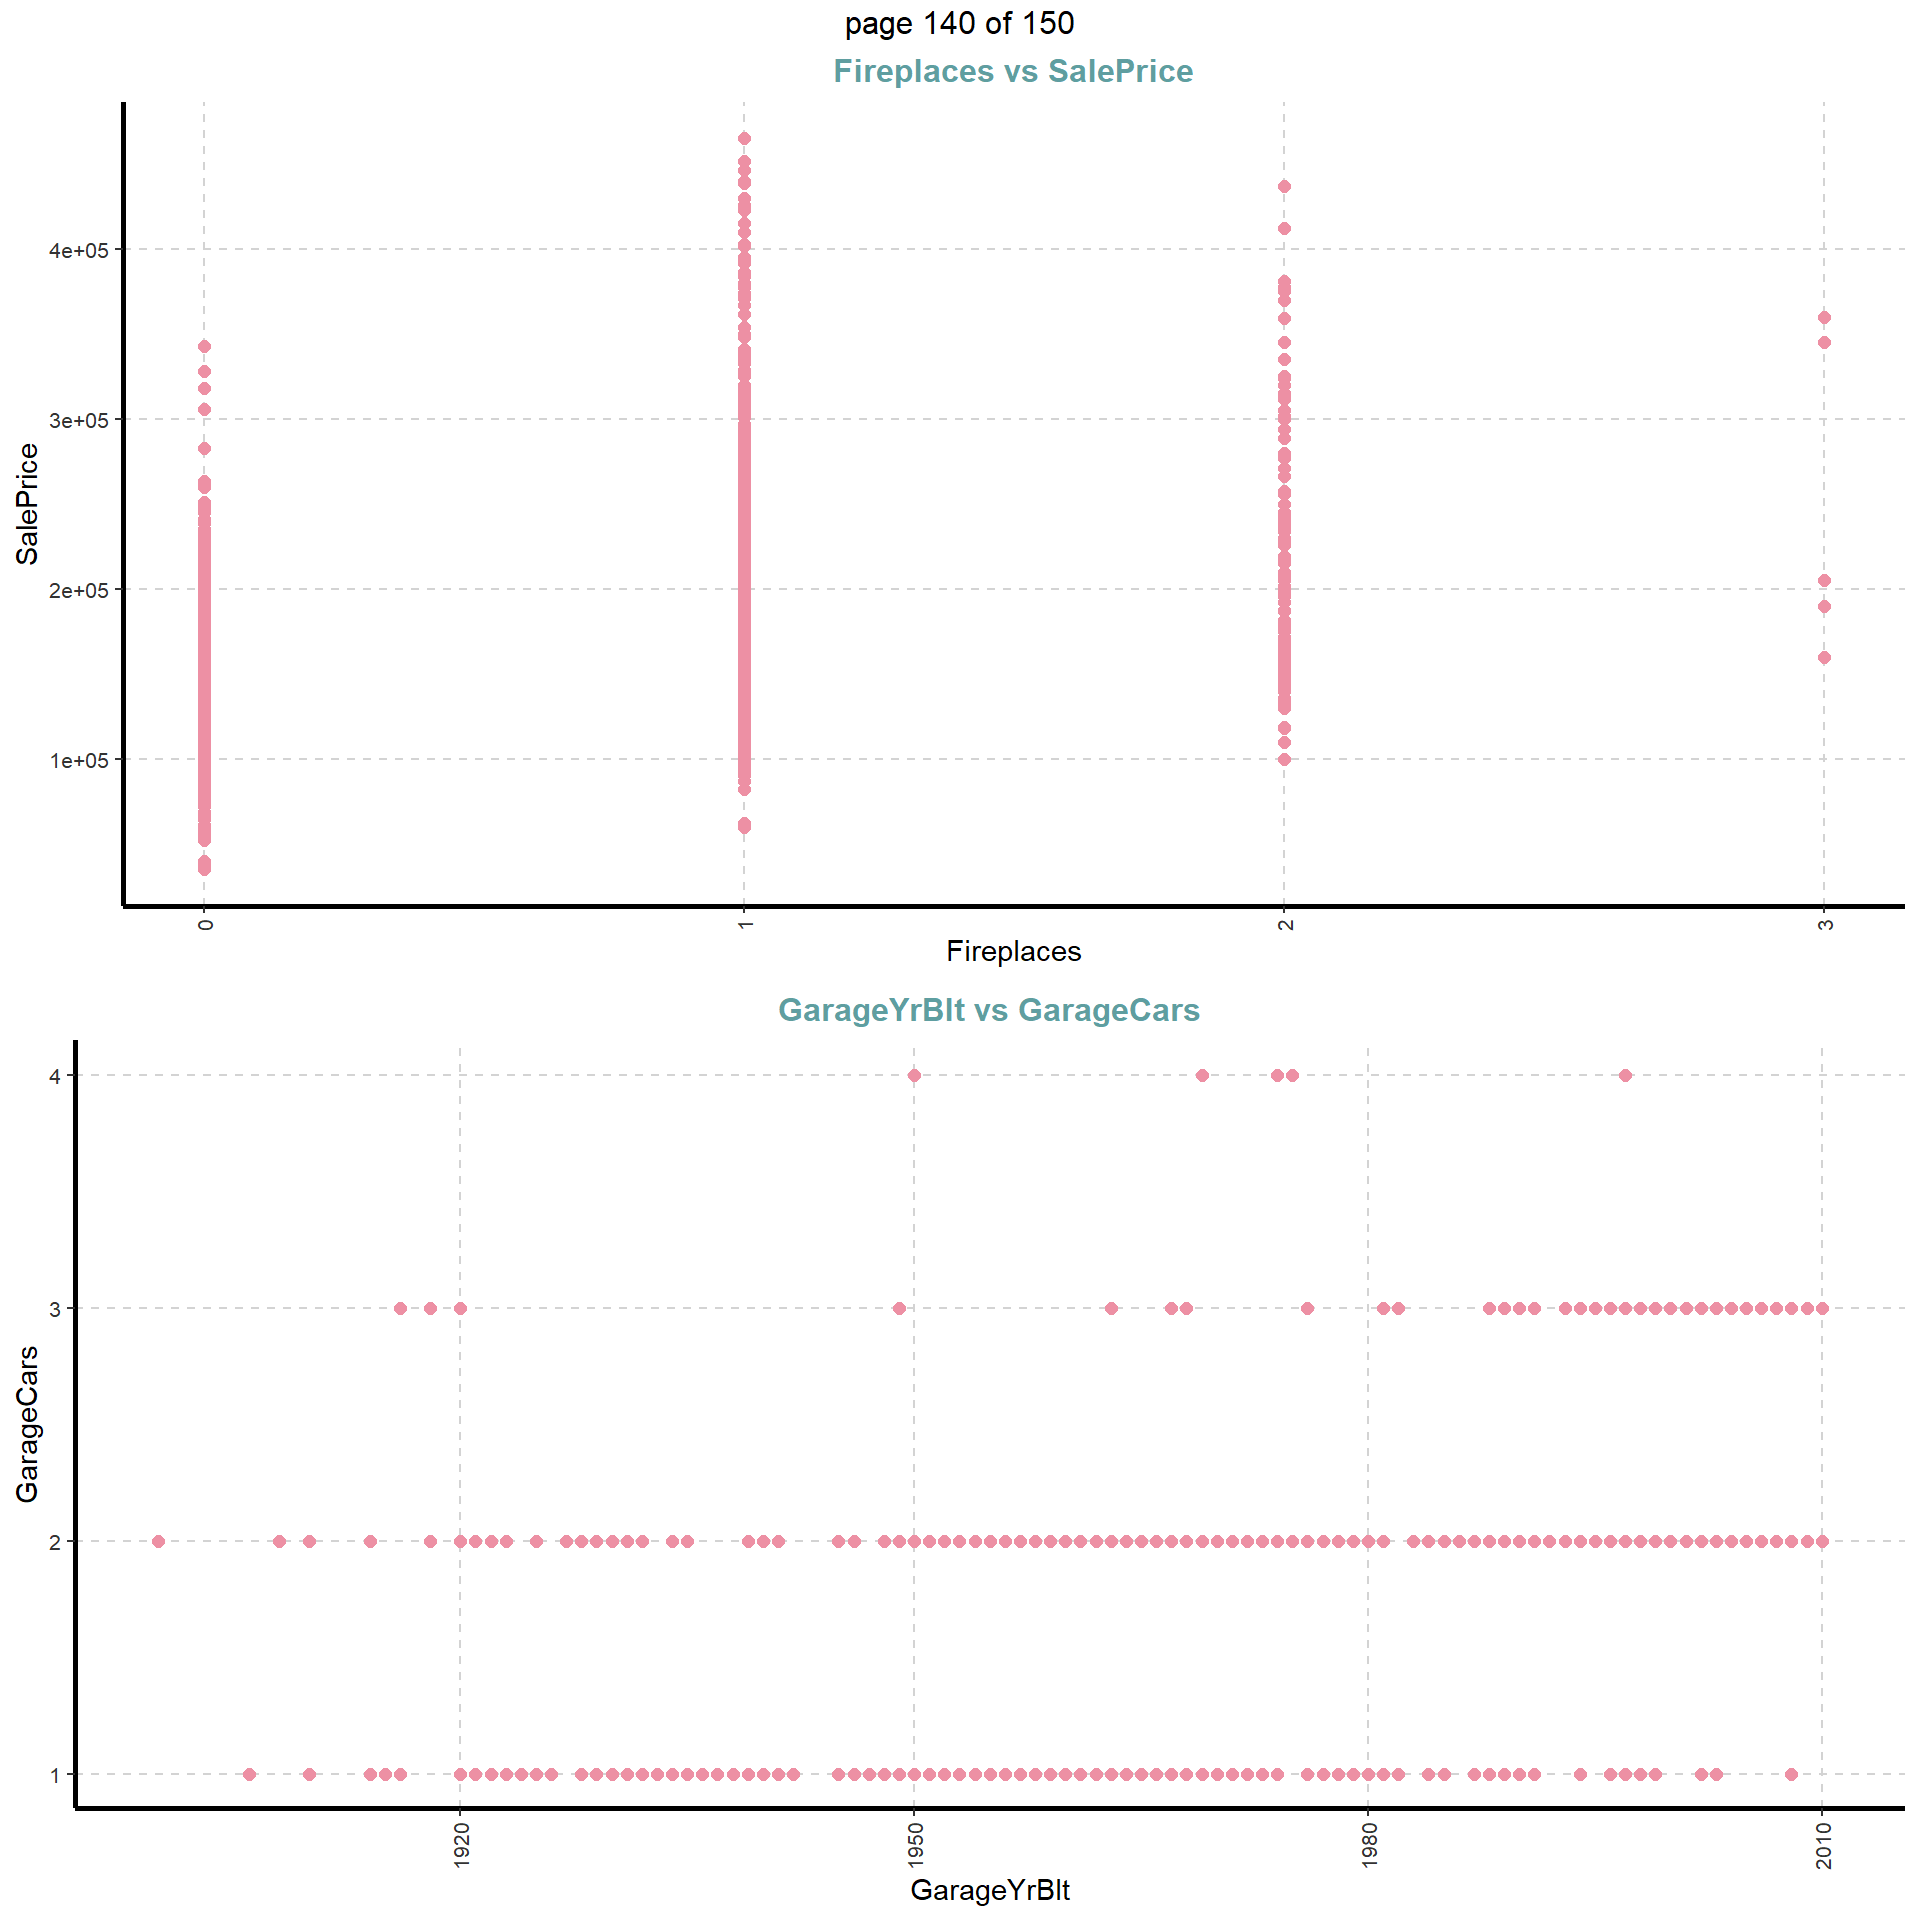 page 140 of 150
Fireplaces vs SalePrice
SalePrice
4e+05
3e+05
2e+05
1e+05
0 1 2 3
Fireplaces
GarageYrBlt vs GarageCars
GarageCars
4
3
2
1
1920 1950 1980 2010
GarageYrBlt